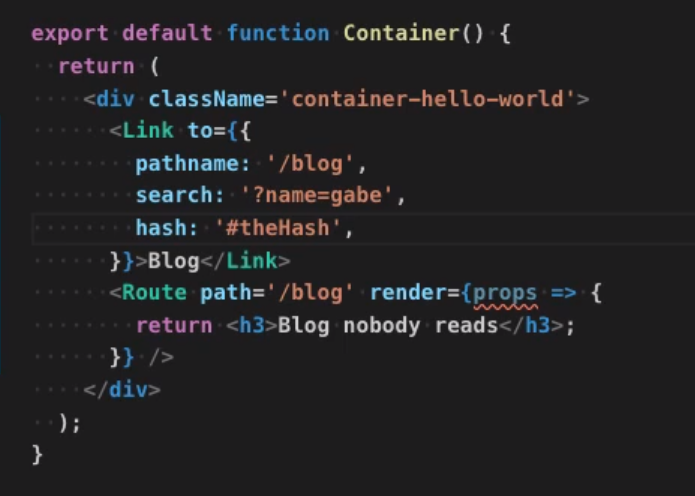 export default function Container() {
  return (
    <div className='container-hello-world'>
      <Link to={{
        pathname: '/blog',
        search: '?name=gabe',
        hash: '#theHash',
      }}>Blog</Link>
      <Route path='/blog' render={props => {
        return <h3>Blog nobody reads</h3>;
      }} />
    </div>
  );
}